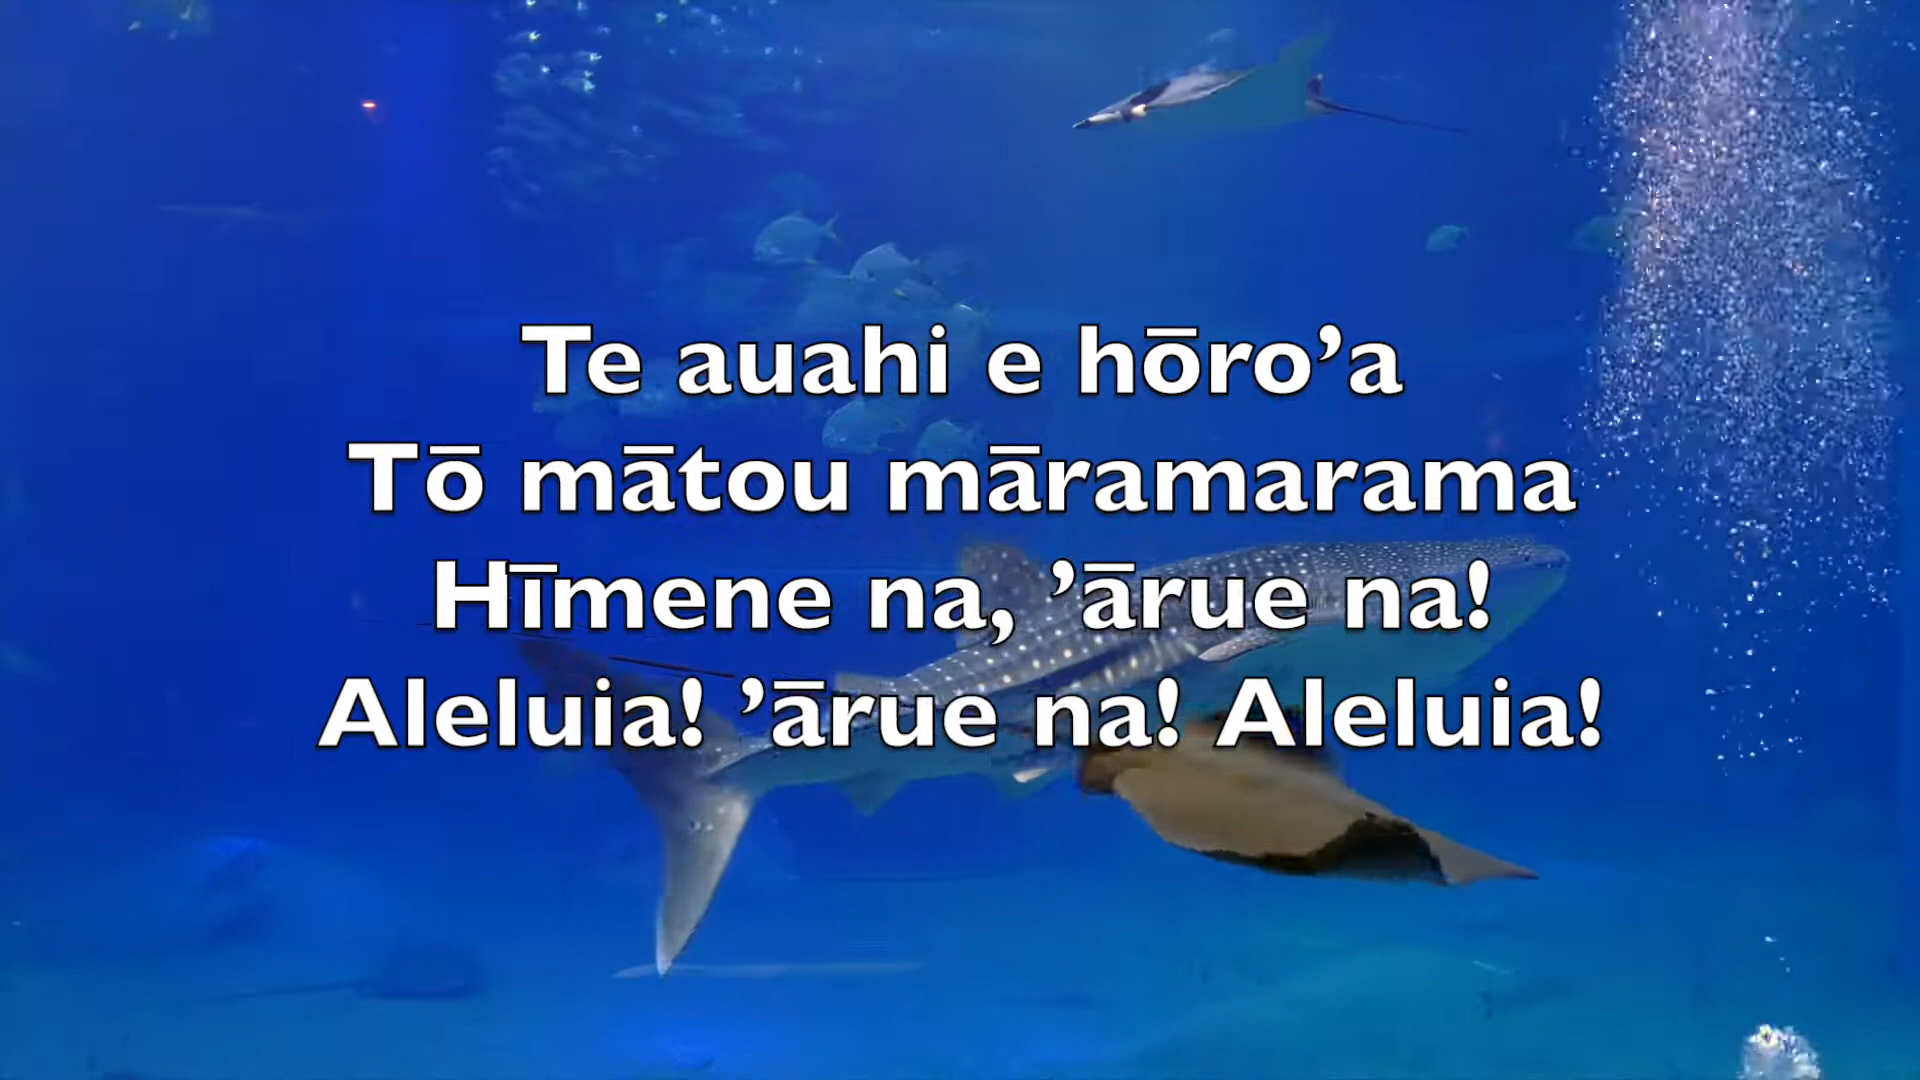 Te auahi e hōro’a
Tō mātou māramarama
Hīmene na, ’ārue na!
Aleluia! ’ārue na! Aleluia!